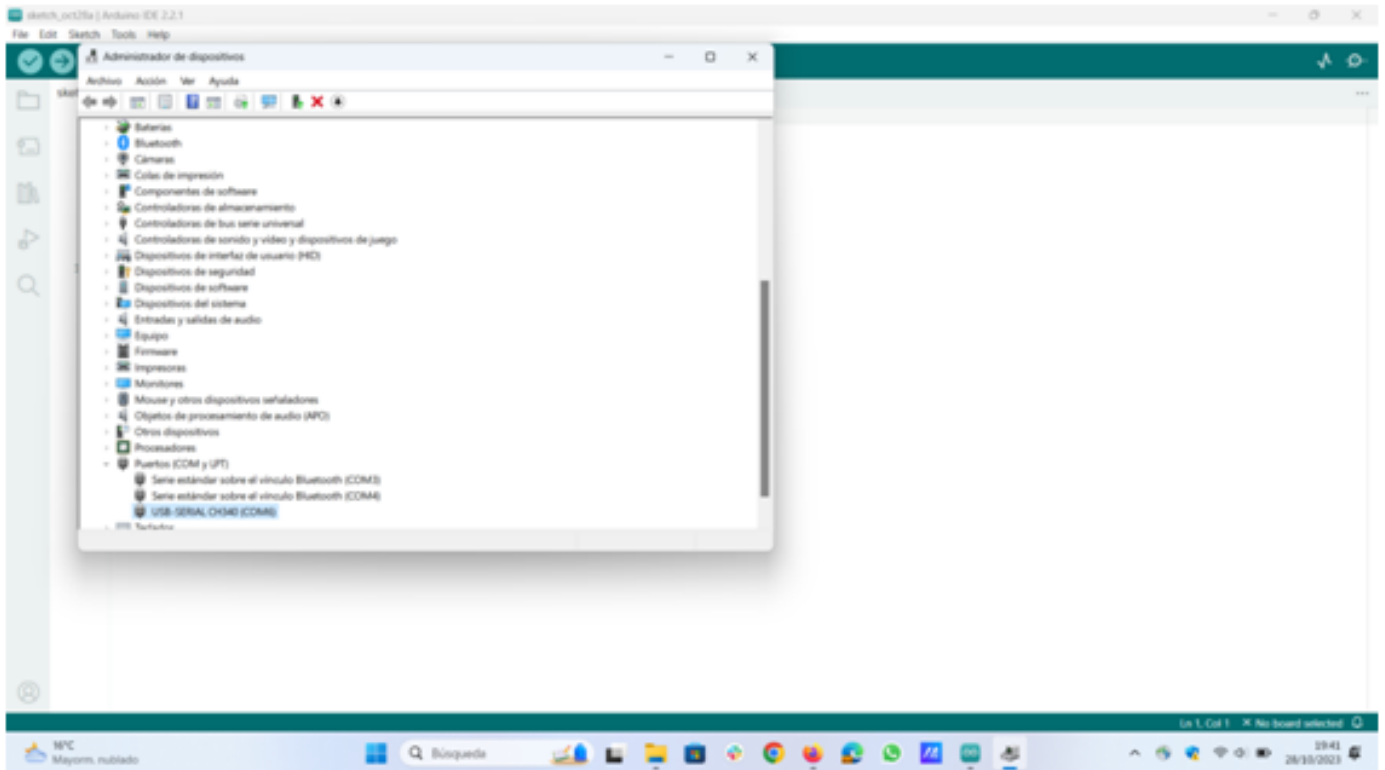 sketch_oct28a | Arduino IDE 2.2.1
File Edit Sketch Tools Help
Administrador de dispositivos
Archivo Acción Ver Ayuda
Baterías
Bluetooth
Cámaras
Colas de impresión
Componentes de software
Controladoras de almacenamiento
Controladoras de bus serie universal
Controladoras de sonido y vídeo y dispositivos de juego
Dispositivos de interfaz de usuario (HID)
Dispositivos de seguridad
Dispositivos de software
Dispositivos del sistema
Entradas y salidas de audio
Equipo
Firmware
Impresoras
Monitores
Mouse y otros dispositivos señaladores
Objetos de procesamiento de audio (APO)
Otros dispositivos
Procesadores
Puertos (COM y LPT)
Serie estándar sobre el vínculo Bluetooth (COM3)
Serie estándar sobre el vínculo Bluetooth (COM4)
USB-SERIAL CH340 (COM6)
Teclados
Ln 1, Col 1 × No board selected
16°C
Mayorm. nublado
Búsqueda
19:41
28/10/2023